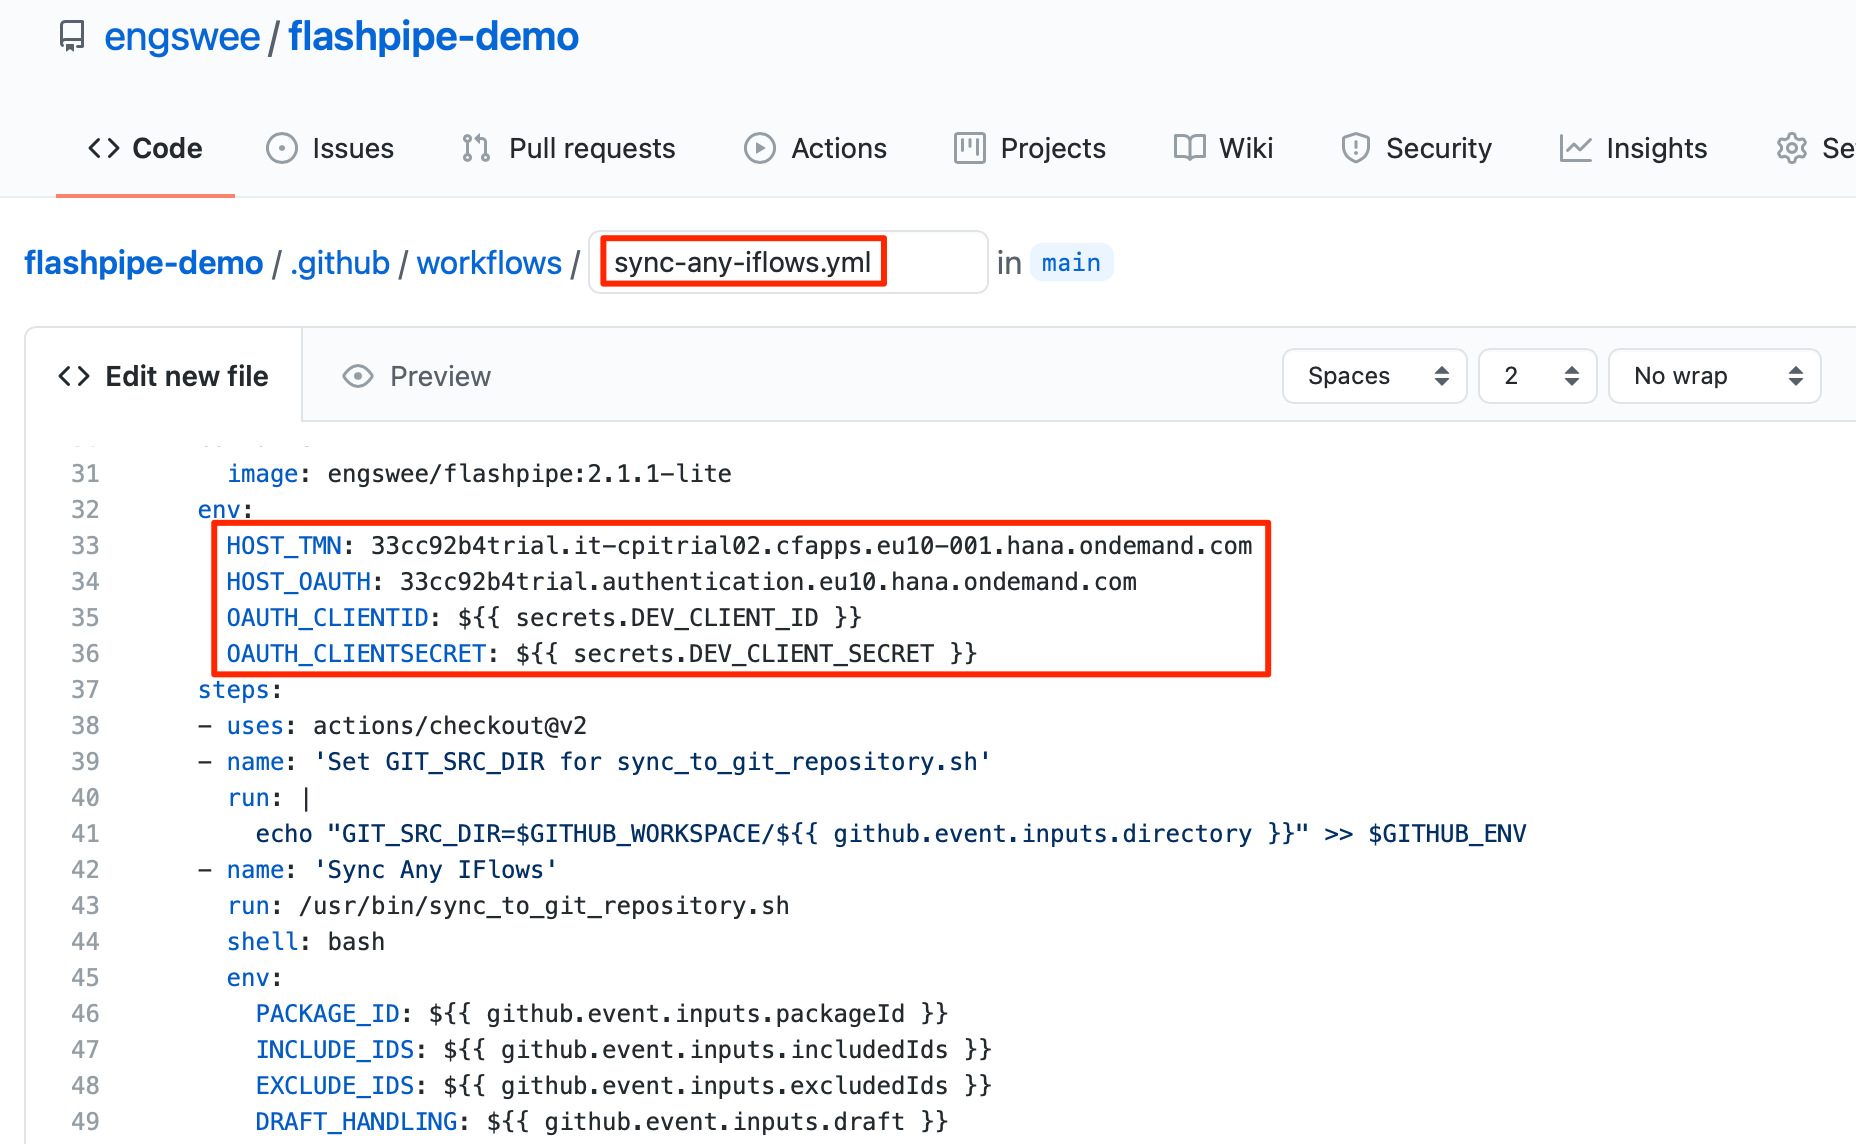 engswee / flashpipe-demo
Code Issues Pull requests Actions Projects Wiki Security Insights
flashpipe-demo / .github / workflows / sync-any-iflows.yml in main
Edit new file Preview Spaces 2 No wrap
31 image: engswee/flashpipe:2.1.1-lite
32 env:
33 HOST_TMN: 33cc92b4trial.it-cpitrial02.cfapps.eu10-001.hana.ondemand.com
34 HOST_OAUTH: 33cc92b4trial.authentication.eu10.hana.ondemand.com
35 OAUTH_CLIENTID: ${{ secrets.DEV_CLIENT_ID }}
36 OAUTH_CLIENTSECRET: ${{ secrets.DEV_CLIENT_SECRET }}
37 steps:
38 - uses: actions/checkout@v2
39 - name: 'Set GIT_SRC_DIR for sync_to_git_repository.sh'
40 run: |
41 echo "GIT_SRC_DIR=$GITHUB_WORKSPACE/${{ github.event.inputs.directory }}" >> $GITHUB_ENV
42 - name: 'Sync Any IFlows'
43 run: /usr/bin/sync_to_git_repository.sh
44 shell: bash
45 env:
46 PACKAGE_ID: ${{ github.event.inputs.packageId }}
47 INCLUDE_IDS: ${{ github.event.inputs.includedIds }}
48 EXCLUDE_IDS: ${{ github.event.inputs.excludedIds }}
49 DRAFT_HANDLING: ${{ github.event.inputs.draft }}